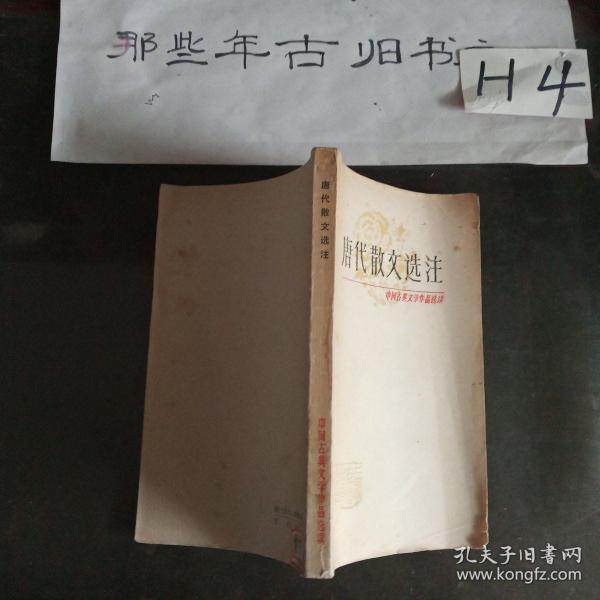 那些年古旧书
H4
唐代散文选注
中国古典文学作品选读
唐代散文选注
中国古典文学作品选读
孔夫子旧书网
www.kongfz.com